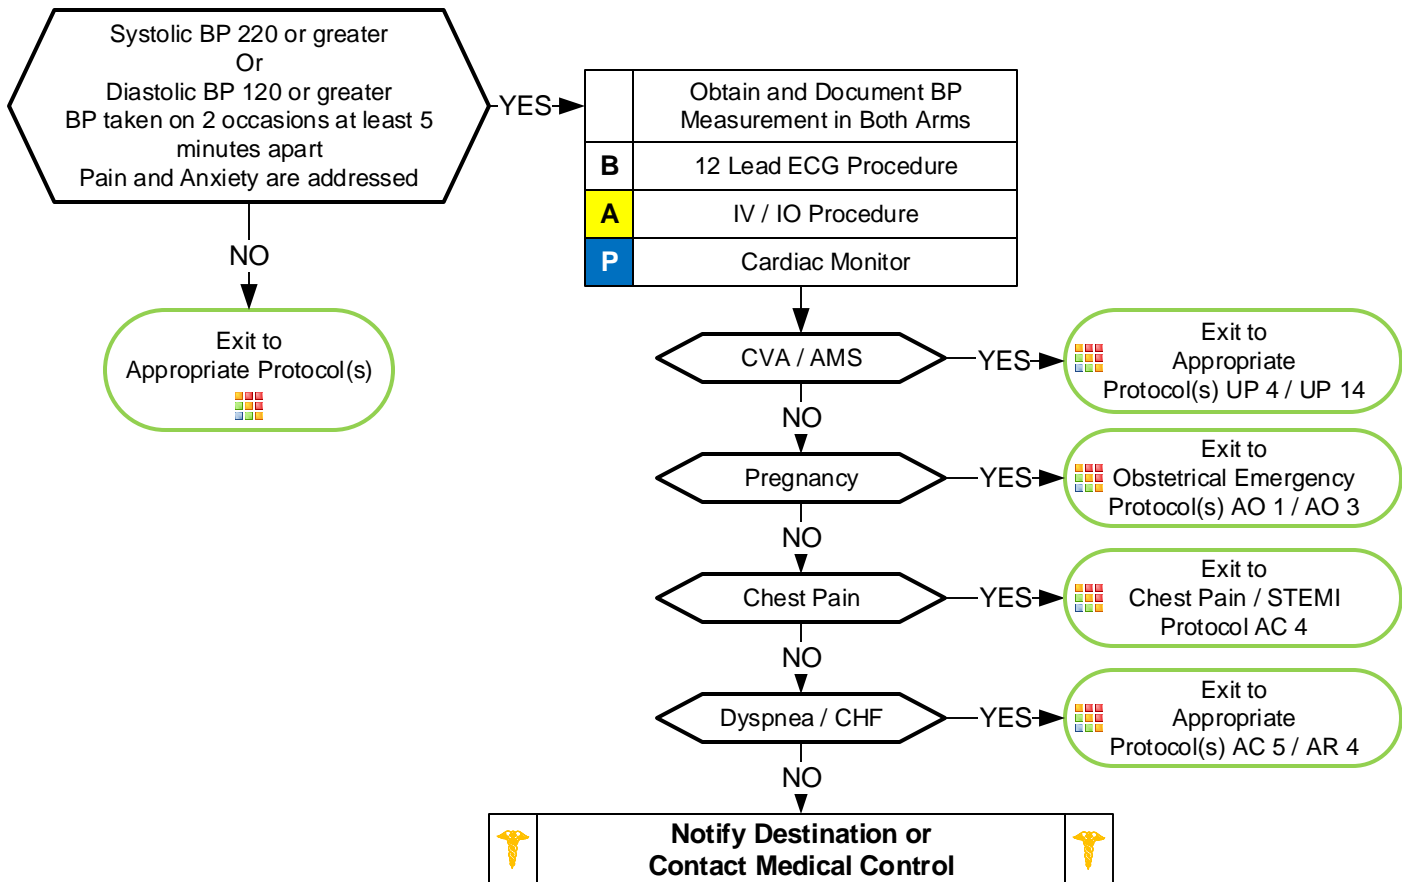 Systolic BP 220 or greater
Or
Diastolic BP 120 or greater
BP taken on 2 occasions at least 5
minutes apart
Pain and Anxiety are addressed
YES
NO
Exit to
Appropriate Protocol(s)
Obtain and Document BP
Measurement in Both Arms
B
12 Lead ECG Procedure
A
IV / IO Procedure
P
Cardiac Monitor
CVA / AMS
YES
Exit to
Appropriate
Protocol(s) UP 4 / UP 14
NO
Pregnancy
YES
Exit to
Obstetrical Emergency
Protocol(s) AO 1 / AO 3
NO
Chest Pain
YES
Exit to
Chest Pain / STEMI
Protocol AC 4
NO
Dyspnea / CHF
YES
Exit to
Appropriate
Protocol(s) AC 5 / AR 4
NO
Notify Destination or
Contact Medical Control